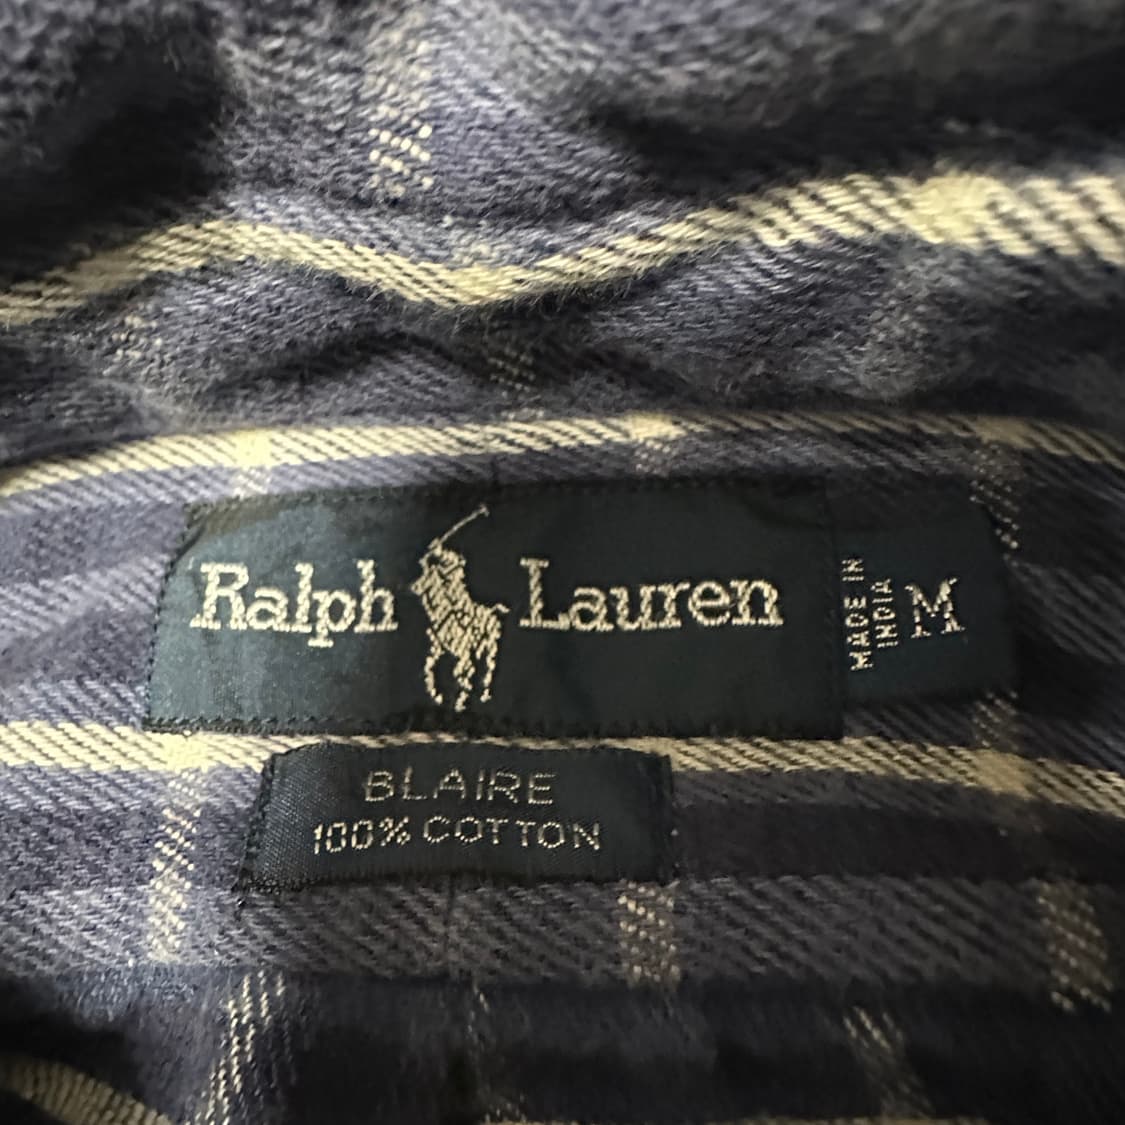 Ralph Lauren
MADE IN
INDIA
M
BLAIRE
100% COTTON